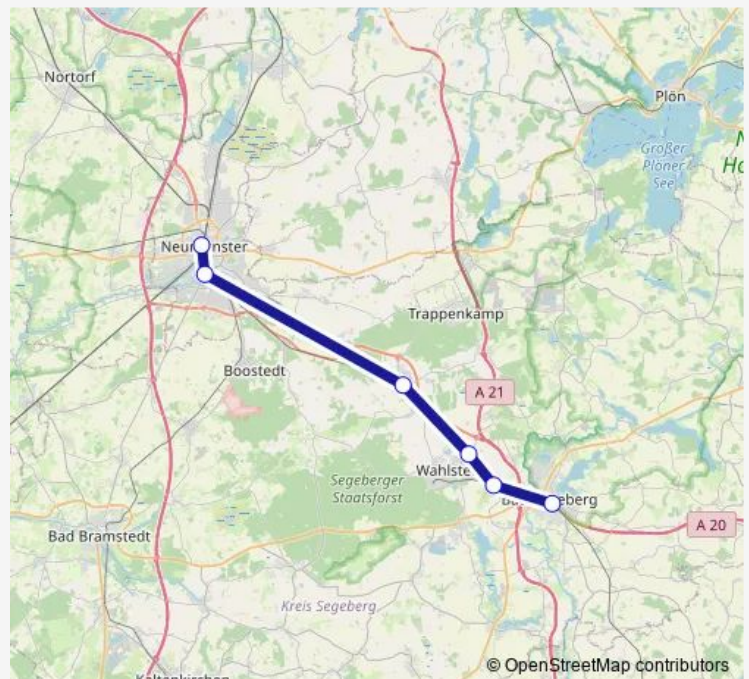 Nortorf
Plön
Großer
Plöner
See
Trappenkamp
Boostedt
A 21
Segeberger
Staatsforst
Bad Bramstedt
A 20
Kreis Segeberg
© OpenStreetMap contributors